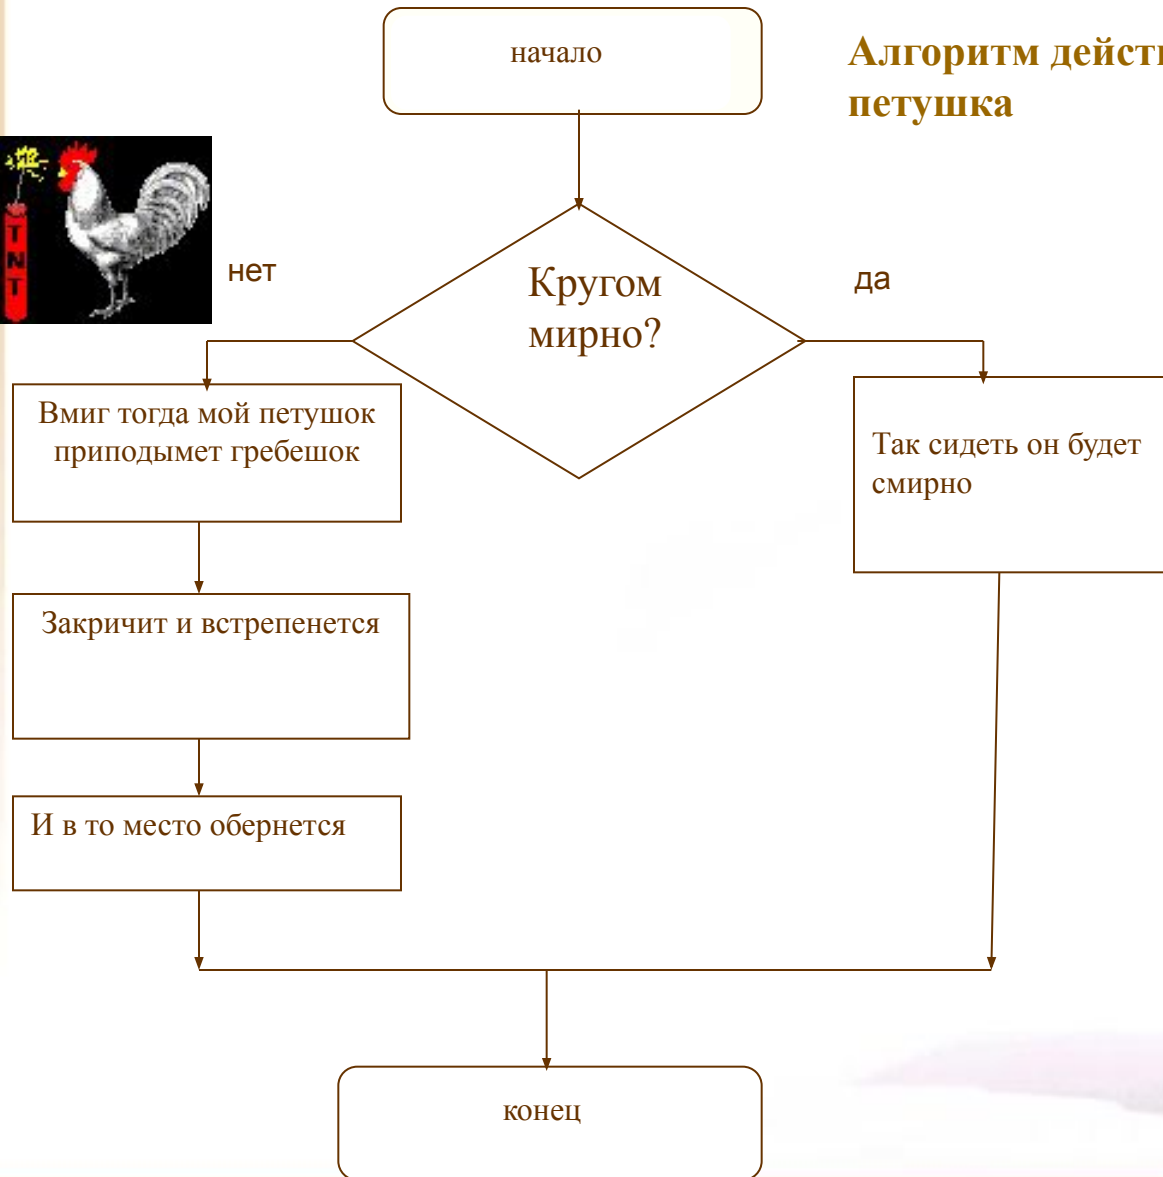 начало
Алгоритм действ
петушка
TNT
нет
Кругом
мирно?
да
Вмиг тогда мой петушок
приподымет гребешок
Так сидеть он будет
смирно
Закричит и встрепенется
И в то место обернется
конец